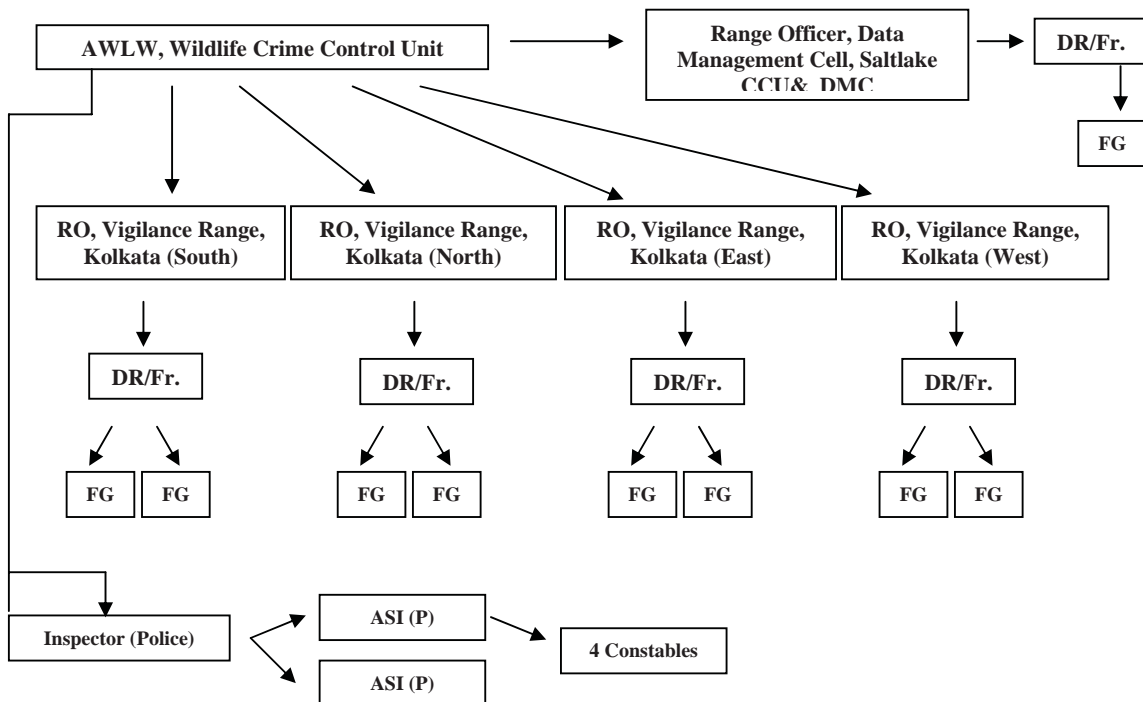 AWLW, Wildlife Crime Control Unit
Range Officer, Data
Management Cell, Saltlake
CCU& DMC
DR/Fr.
FG
RO, Vigilance Range,
Kolkata (South)
RO, Vigilance Range,
Kolkata (North)
RO, Vigilance Range,
Kolkata (East)
RO, Vigilance Range,
Kolkata (West)
DR/Fr.
DR/Fr.
DR/Fr.
DR/Fr.
FG
FG
FG
FG
FG
FG
FG
FG
Inspector (Police)
ASI (P)
4 Constables
ASI (P)